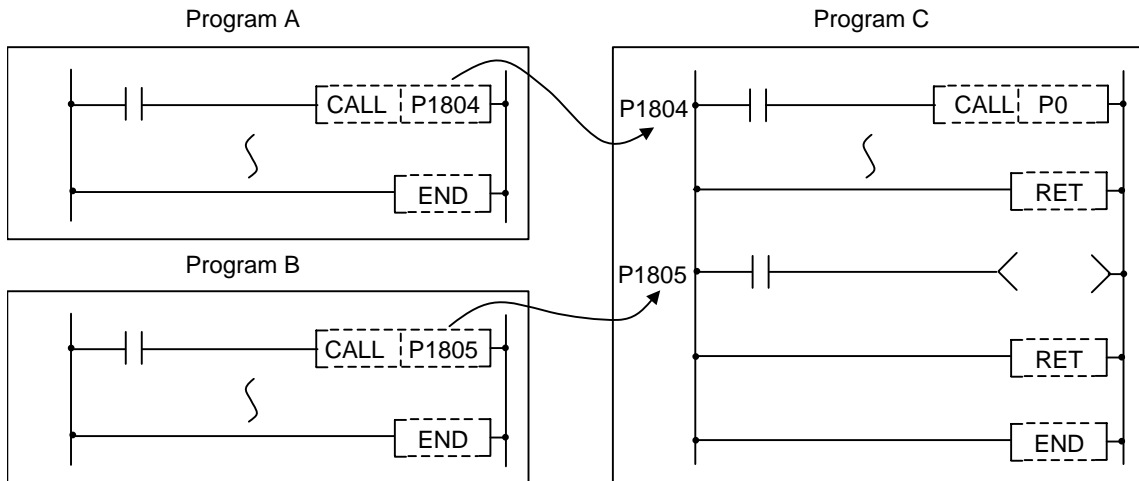 Program A
CALL P1804
END
Program B
CALL P1805
END
Program C
P1804 CALL P0
RET
P1805
RET
END